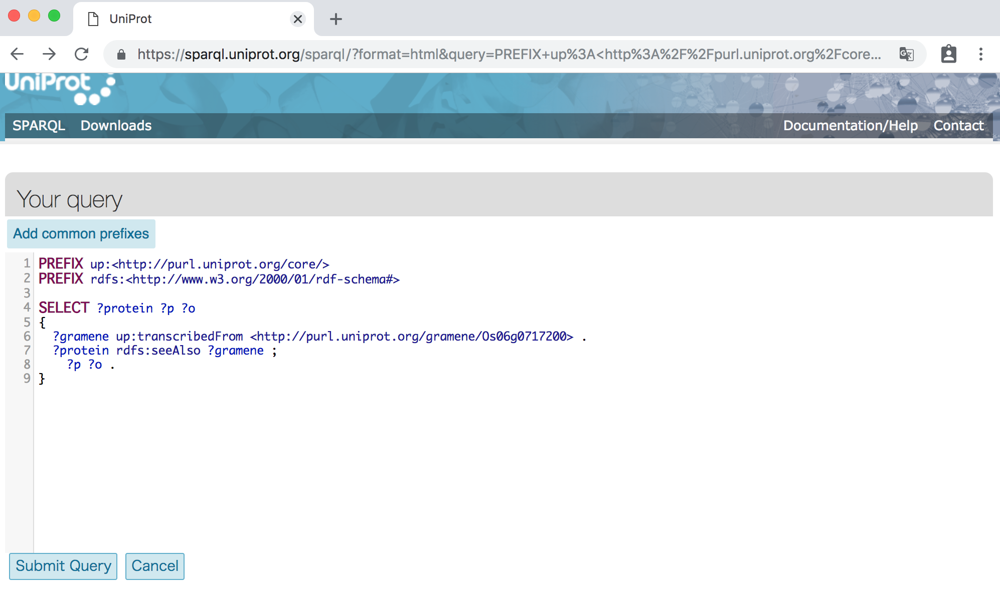 UniProt
https://sparql.uniprot.org/sparql/?format=html&query=PREFIX+up%3A<http%3A%2F%2Fpurl.uniprot.org%2Fcore...
UniProt
SPARQL Downloads Documentation/Help Contact
Your query
Add common prefixes
1 PREFIX up:<http://purl.uniprot.org/core/>
2 PREFIX rdfs:<http://www.w3.org/2000/01/rdf-schema#>
3
4 SELECT ?protein ?p ?o
5 {
6 ?gramene up:transcribedFrom <http://purl.uniprot.org/gramene/Os06g0717200> .
7 ?protein rdfs:seeAlso ?gramene ;
8 ?p ?o .
9 }
Submit Query Cancel